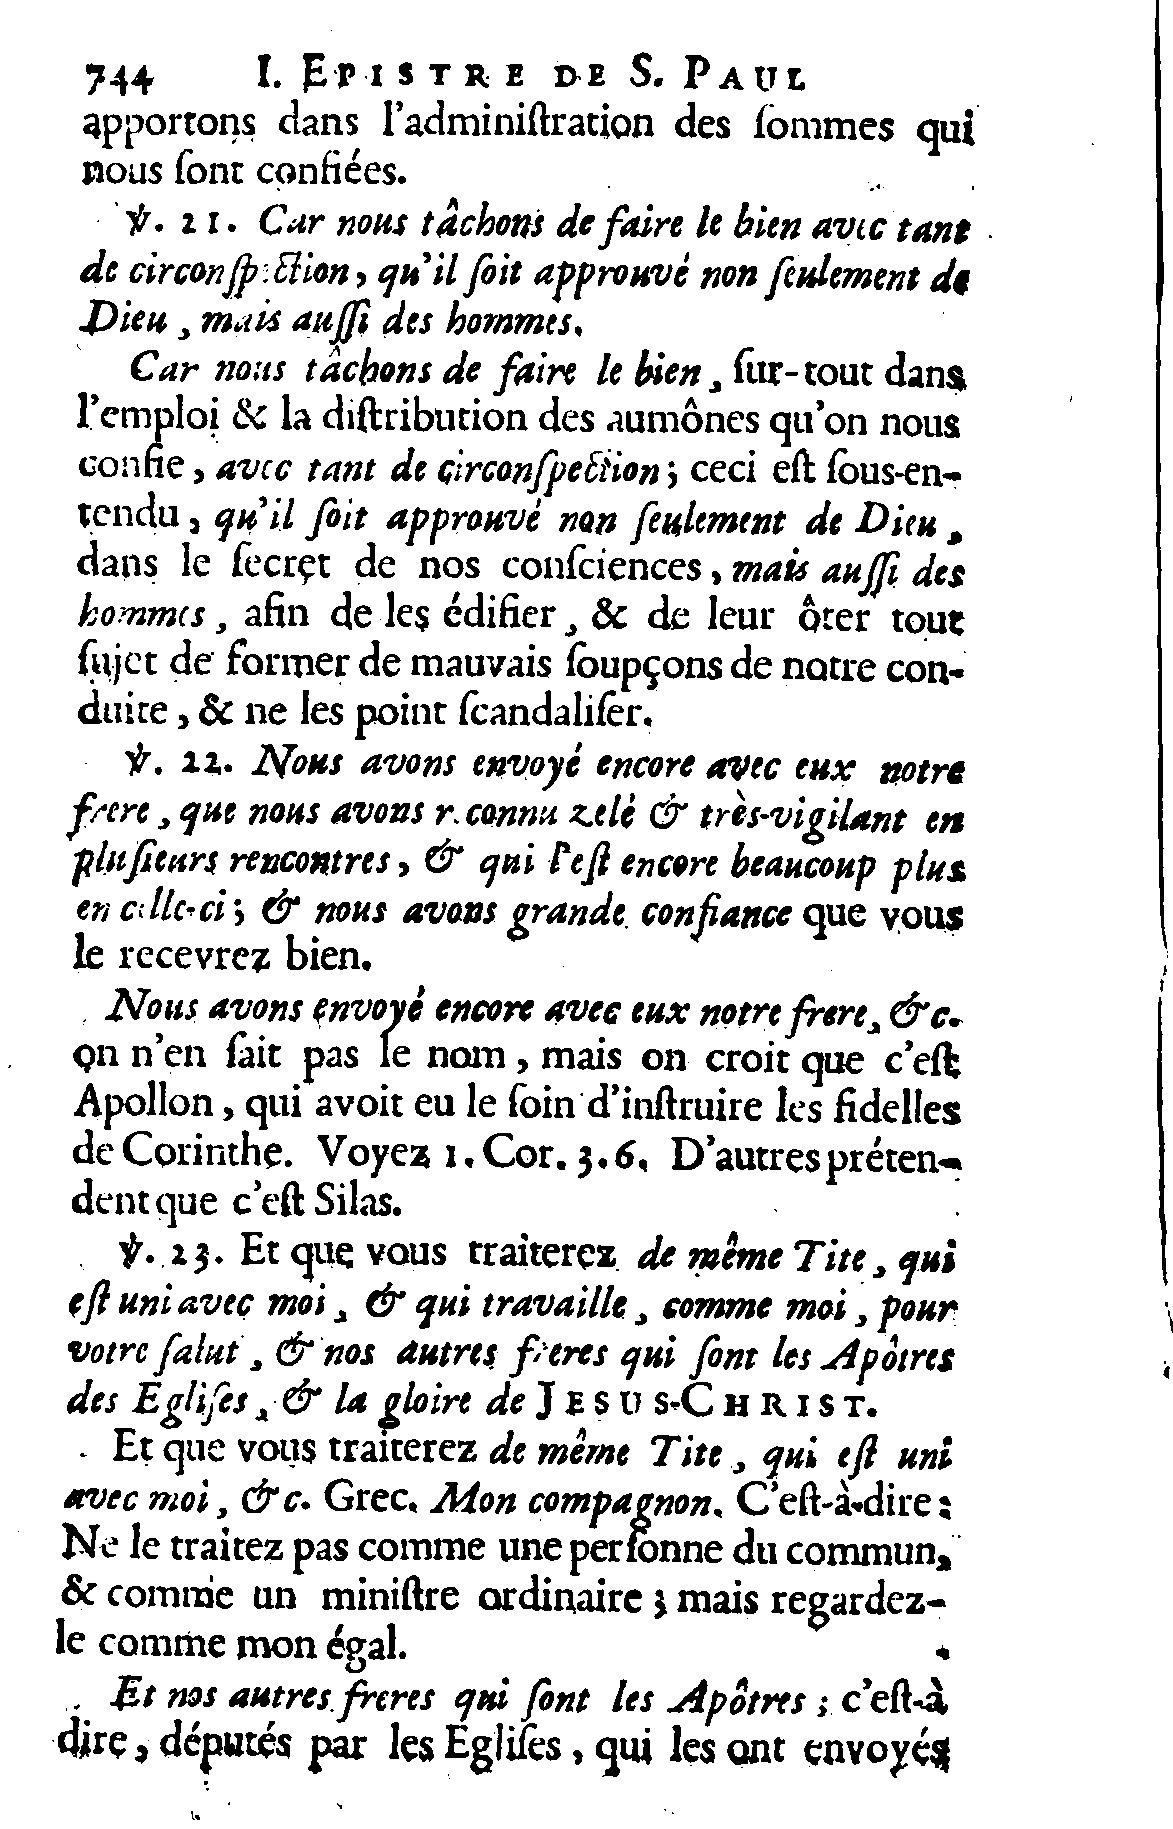 744 I. EPISTRE DE S. PAUL
apportons dans l'adminiſtration des ſommes qui
nous ſont confiées.
℣. 21. Car nous tâchons de faire le bien avec tant
de circonſpection, qu'il ſoit approuvé non ſeulement de
Dieu, mais auſſi des hommes.
Car nous tâchons de faire le bien, ſur-tout dans
l'emploi & la diſtribution des aumônes qu'on nous
confie, avec tant de circonſpection; ceci eſt ſous-en-
tendu, qu'il ſoit approuvé non ſeulement de Dieu,
dans le ſecret de nos conſciences, mais auſſi des
hommes, afin de les édifier, & de leur ôter tout
ſujet de former de mauvais ſoupçons de notre con-
duite, & ne les point ſcandaliſer.
℣. 22. Nous avons envoyé encore avec eux notre
frere, que nous avons reconnu zelé & très-vigilant en
pluſieurs rencontres, & qui l'eſt encore beaucoup plus
en celle-ci; & nous avons grande confiance que vous
le recevrez bien.
Nous avons envoyé encore avec eux notre frere, &c.
on n'en ſait pas le nom, mais on croit que c'eſt
Apollon, qui avoit eu le ſoin d'inſtruire les fidelles
de Corinthe. Voyez 1. Cor. 3. 6. D'autres préten-
dent que c'eſt Silas.
℣. 23. Et que vous traiterez de même Tite, qui
eſt uni avec moi, & qui travaille, comme moi, pour
votre ſalut, & nos autres freres qui ſont les Apôtres
des Egliſes, & la gloire de JESUS-CHRIST.
Et que vous traiterez de même Tite, qui eſt uni
avec moi, &c. Grec. Mon compagnon. C'eſt-à-dire:
Ne le traitez pas comme une perſonne du commun,
& comme un miniſtre ordinaire; mais regardez-
le comme mon égal.
Et nos autres freres qui ſont les Apôtres; c'eſt-à
dire, députés par les Egliſes, qui les ont envoyés